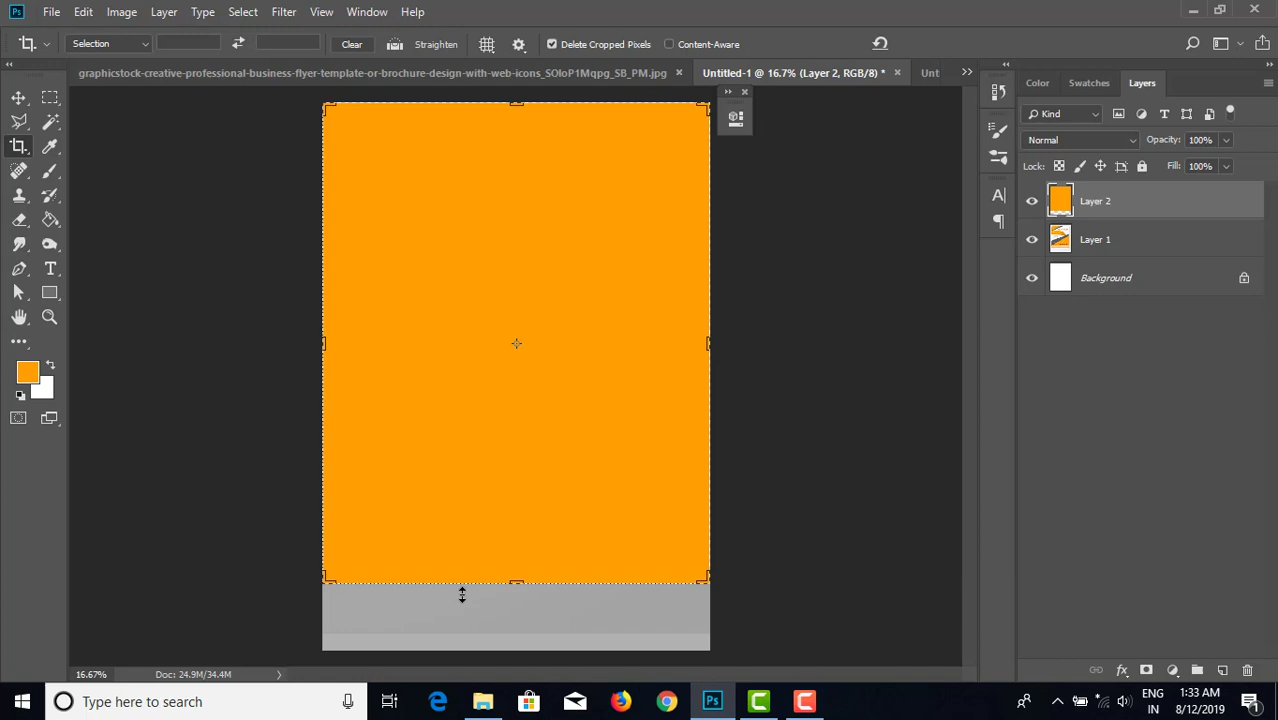 Ps File Edit Image Layer Type Select Filter View Window Help
Selection Clear Straighten Delete Cropped Pixels Content-Aware
graphicstock-creative-professional-business-flyer-template-or-brochure-design-with-web-icons_SOIoP1Mqpg_SB_PM.jpg × Untitled-1 @ 16.7% (Layer 2, RGB/8) * × Unt
Color Swatches Layers
Kind
Normal Opacity: 100%
Lock: Fill: 100%
Layer 2
Layer 1
Background
16.67% Doc: 24.9M/34.4M
Type here to search
ENG
IN
1:33 AM
8/12/2019
1